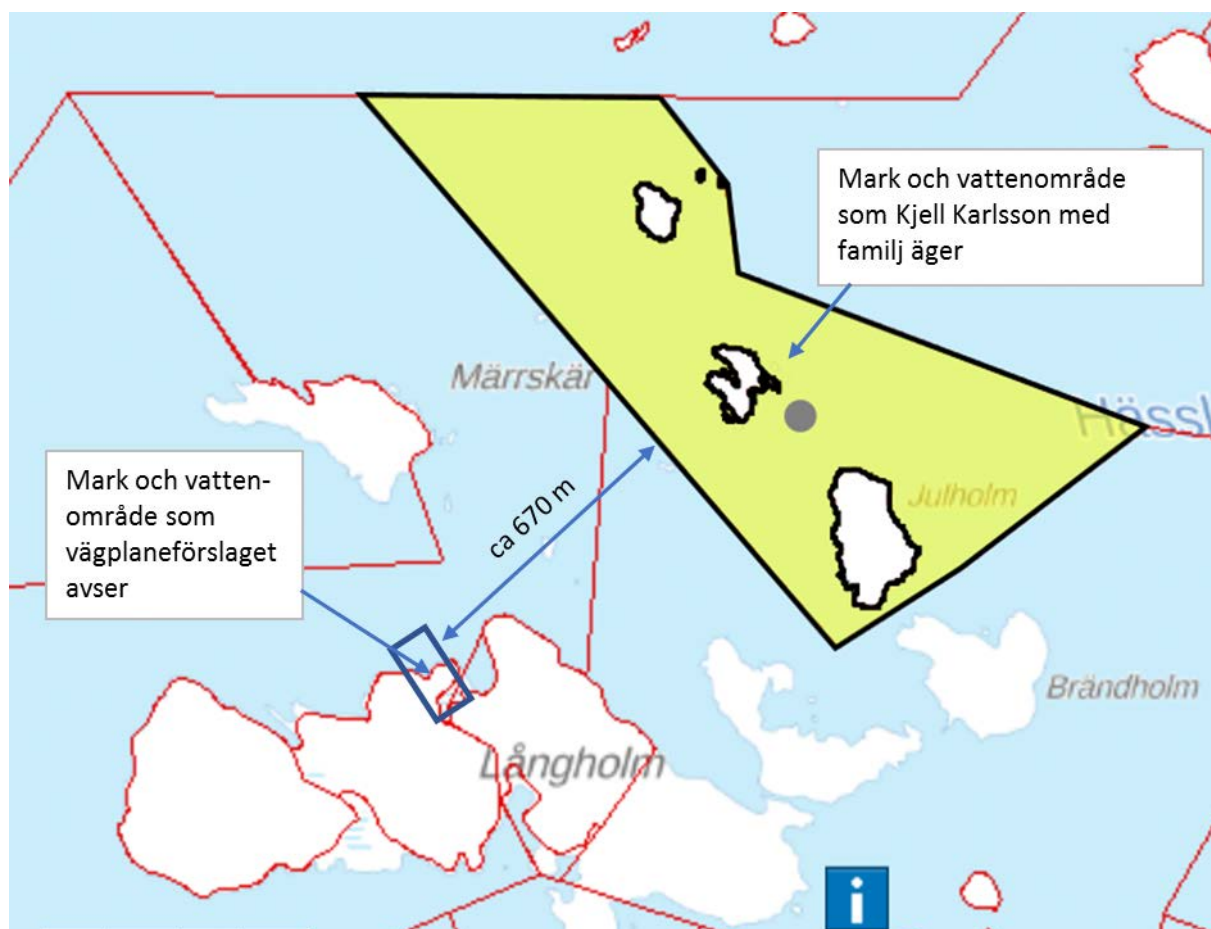 Mark och vattenområde
som Kjell Karlsson med
familj äger
Märrskär
Hässl
Mark och vatten-
område som
vägplaneförslaget
avser
ca 670 m
Julholm
Brändholm
Långholm
i